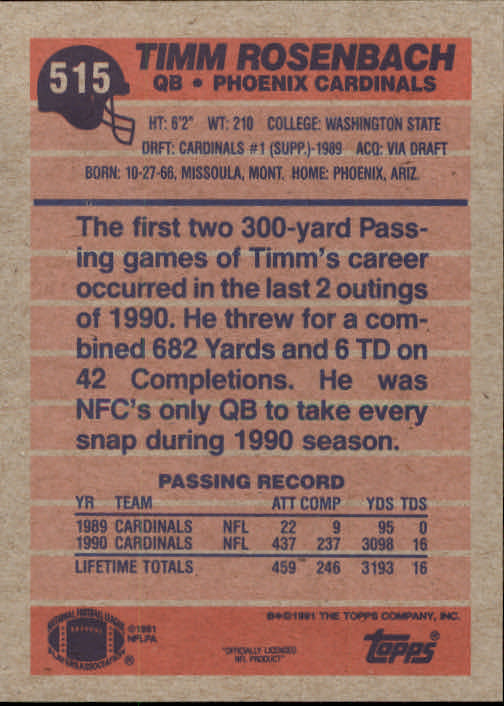 515
TIMM ROSENBACH
QB • PHOENIX CARDINALS
HT: 6'2" WT: 210 COLLEGE: WASHINGTON STATE
DRFT: CARDINALS #1 (SUPP.)-1989 ACQ: VIA DRAFT
BORN: 10-27-66, MISSOULA, MONT. HOME: PHOENIX, ARIZ.
The first two 300-yard Pass-
ing games of Timm's career
occurred in the last 2 outings
of 1990. He threw for a com-
bined 682 Yards and 6 TD on
42 Completions. He was
NFC's only QB to take every
snap during 1990 season.
PASSING RECORD
YR TEAM ATT COMP YDS TDS
1989 CARDINALS NFL 22 9 95 0
1990 CARDINALS NFL 437 237 3098 16
LIFETIME TOTALS 459 246 3193 16
NATIONAL FOOTBALL LEAGUE
PLAYERS ASSOCIATION ®
©1991
NFLPA
"OFFICIALLY LICENSED
NFL PRODUCT"
©1991 THE TOPPS COMPANY, INC.
topps®